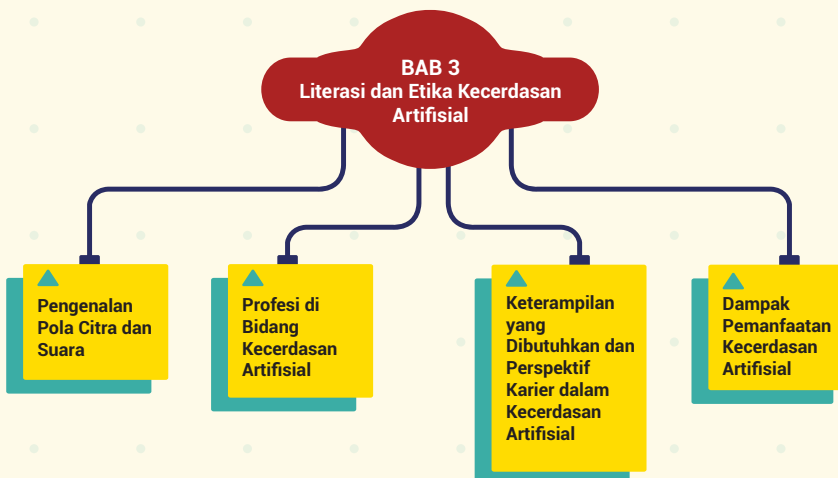 BAB 3
Literasi dan Etika Kecerdasan
Artifisial
Pengenalan
Pola Citra dan
Suara
Profesi di
Bidang
Kecerdasan
Artifisial
Keterampilan
yang
Dibutuhkan dan
Perspektif
Karier dalam
Kecerdasan
Artifisial
Dampak
Pemanfaatan
Kecerdasan
Artifisial